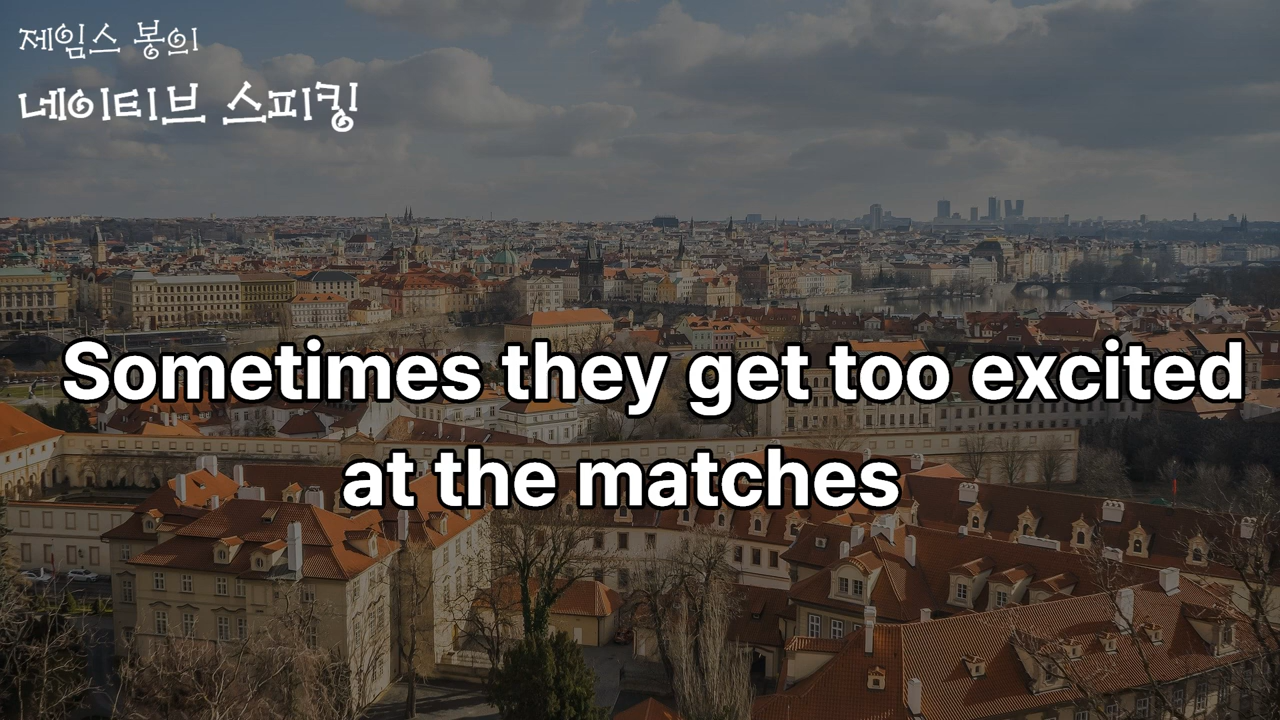 제임스 봉의
네이티브 스피킹
Sometimes they get too excited
at the matches